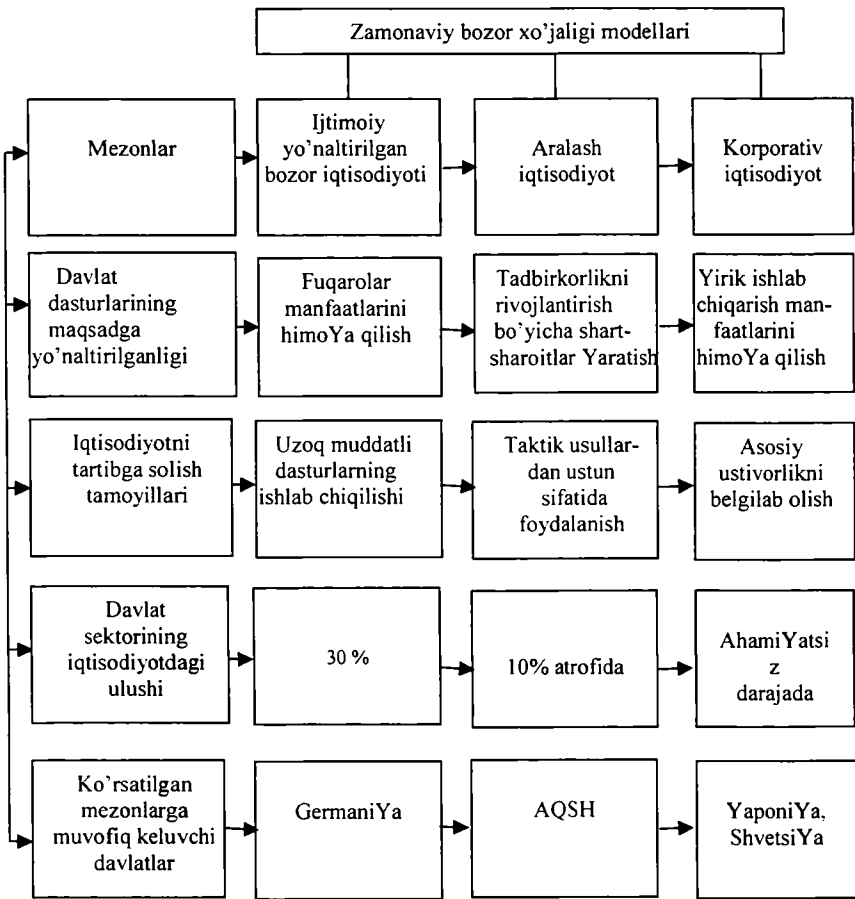 Zamonaviy bozor xo’jaligi modellari
Mezonlar
Ijtimoiy
yo’naltirilgan
bozor iqtisodiyoti
Aralash
iqtisodiyot
Korporativ
iqtisodiyot
Davlat
dasturlarining
maqsadga
yo’naltirilganligi
Fuqarolar
manfaatlarini
himoYa qilish
Tadbirkorlikni
rivojlantirish
bo’yicha shart-
sharoitlar Yaratish
Yirik ishlab
chiqarish man-
faatlarini
himoYa qilish
Iqtisodiyotni
tartibga solish
tamoyillari
Uzoq muddatli
dasturlarning
ishlab chiqilishi
Taktik usullar-
dan ustun
sifatida
foydalanish
Asosiy
ustivorlikni
belgilab olish
Davlat
sektorining
iqtisodiyotdagi
ulushi
30 %
10% atrofida
AhamiYatsi
z
darajada
Ko’rsatilgan
mezonlarga
muvofiq keluvchi
davlatlar
GermaniYa
AQSH
YaponiYa,
ShvetsiYa